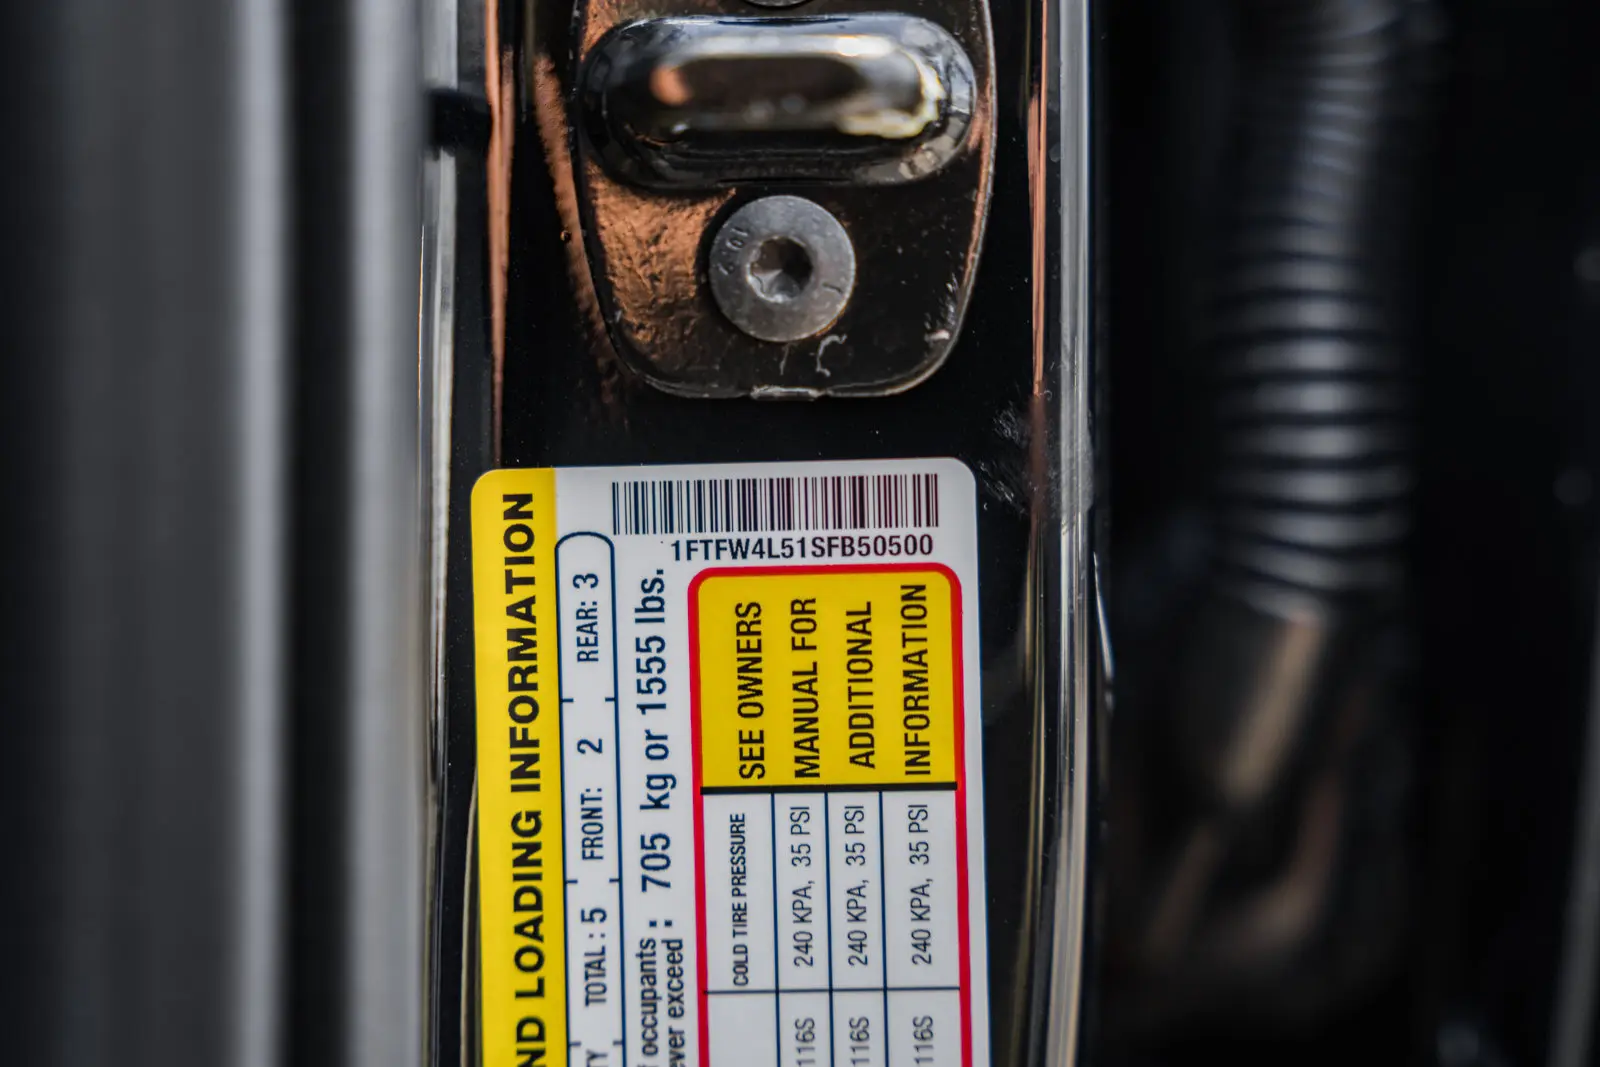 1FTFW4L51SFB50500
ND LOADING INFORMATION
TY TOTAL : 5 FRONT: 2 REAR: 3
occupants :
ever exceed : 705 kg or 1555 lbs.
COLD TIRE PRESSURE
116S 240 KPA, 35 PSI
116S 240 KPA, 35 PSI
116S 240 KPA, 35 PSI
SEE OWNERS
MANUAL FOR
ADDITIONAL
INFORMATION